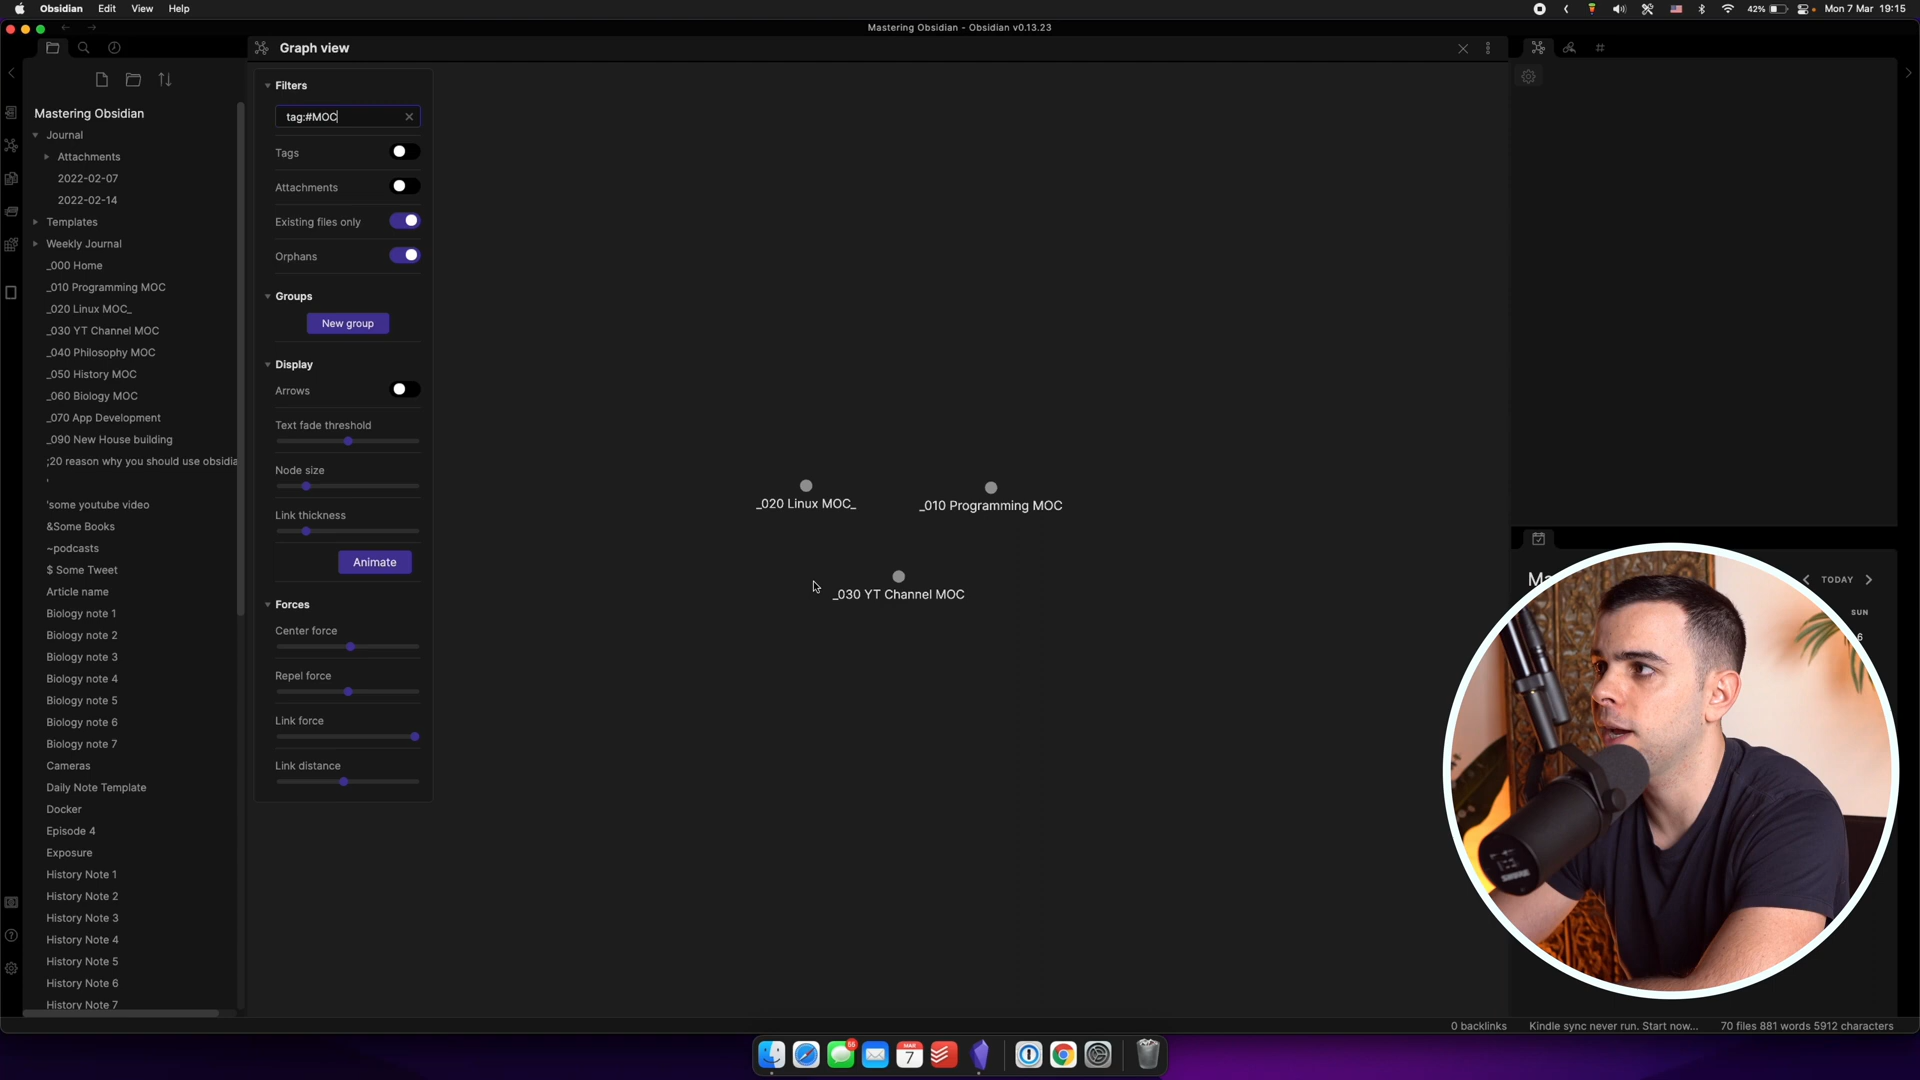 Obsidian Edit View Help
42% Mon 7 Mar 19:15
Mastering Obsidian - Obsidian v0.13.23
Graph view
Mastering Obsidian
Journal
Attachments
2022-02-07
2022-02-14
Templates
Weekly Journal
_000 Home
_010 Programming MOC
_020 Linux MOC_
_030 YT Channel MOC
_040 Philosophy MOC
_050 History MOC
_060 Biology MOC
_070 App Development
_090 New House building
;20 reason why you should use obsidia
'
'some youtube video
&Some Books
~podcasts
$ Some Tweet
Article name
Biology note 1
Biology note 2
Biology note 3
Biology note 4
Biology note 5
Biology note 6
Biology note 7
Cameras
Daily Note Template
Docker
Episode 4
Exposure
History Note 1
History Note 2
History Note 3
History Note 4
History Note 5
History Note 6
History Note 7
Filters
tag:#MOC
Tags
Attachments
Existing files only
Orphans
Groups
New group
Display
Arrows
Text fade threshold
Node size
Link thickness
Animate
Forces
Center force
Repel force
Link force
Link distance
_020 Linux MOC_
_010 Programming MOC
_030 YT Channel MOC
#
TODAY
SUN
6
SHURE
0 backlinks Kindle sync never run. Start now... 70 files 881 words 5912 characters
MAR
7